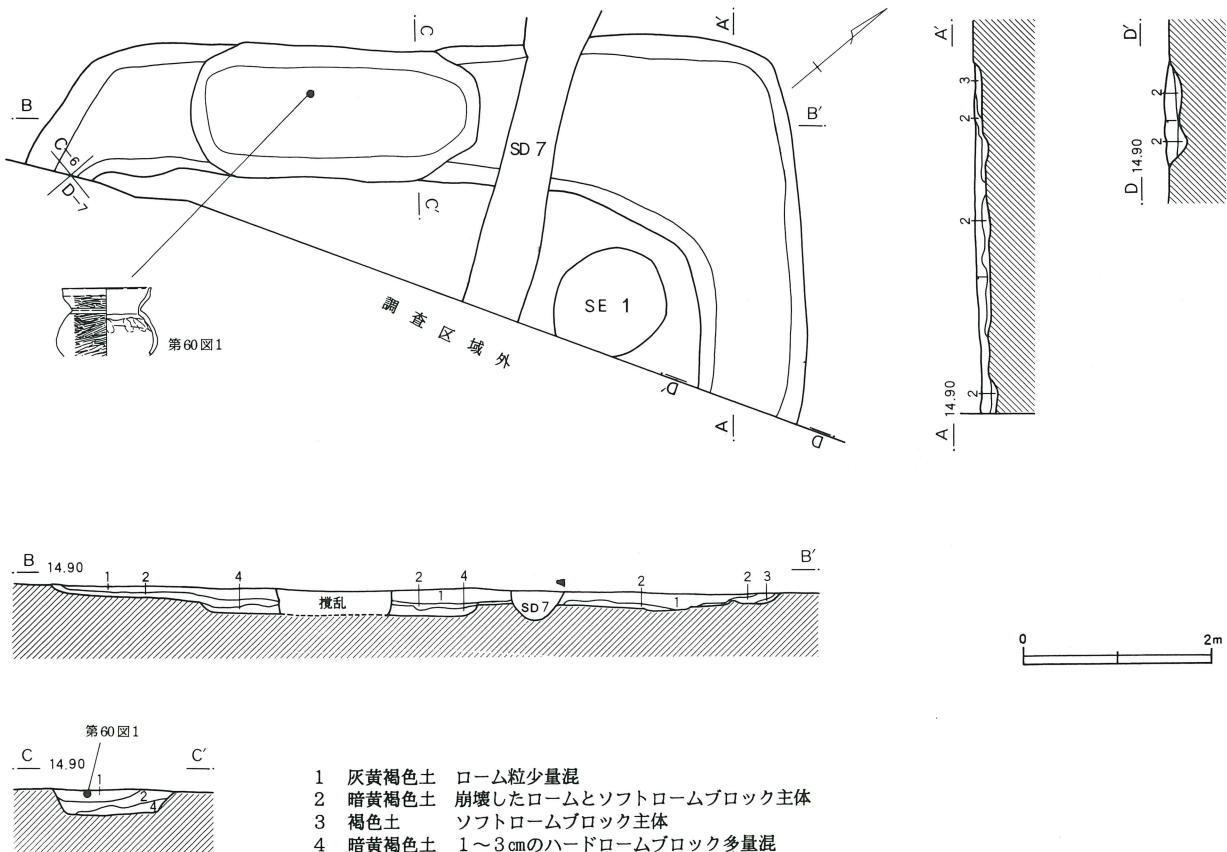 C
A′
A′
D′
B
B′
C-6
D-7
SD 7
C′
3
2
2
2
14.90
A
2
2
14.90
D
SE 1
調査区域外
第60図1
D′
A
D
B 14.90
B′
1 2 4 撹乱 2 4 1 SD 7 2 1 2 3
0 2m
第60図1
C 14.90
C′
1 2 4
1 灰黄褐色土 ローム粒少量混
2 暗黄褐色土 崩壊したロームとソフトロームブロック主体
3 褐色土 ソフトロームブロック主体
4 暗黄褐色土 1～3㎝のハードロームブロック多量混